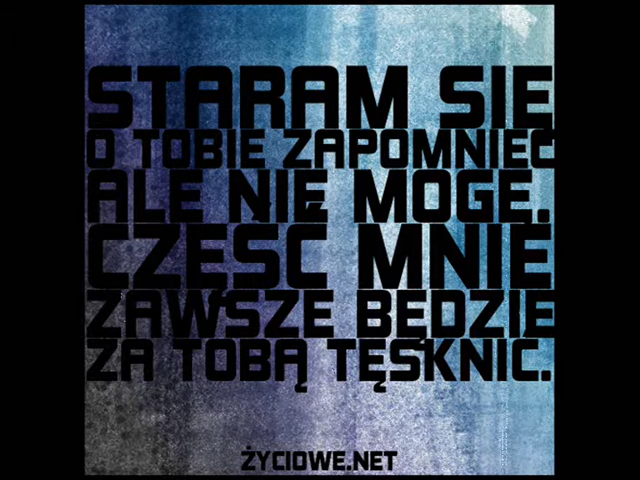 STARAM SIĘ
O TOBIE ZAPOMNIEĆ
ALE NIE MOGĘ.
CZĘŚĆ MNIE
ZAWSZE BĘDZIE
ZA TOBĄ TĘSKNIĆ.
ŻYCIOWE.NET